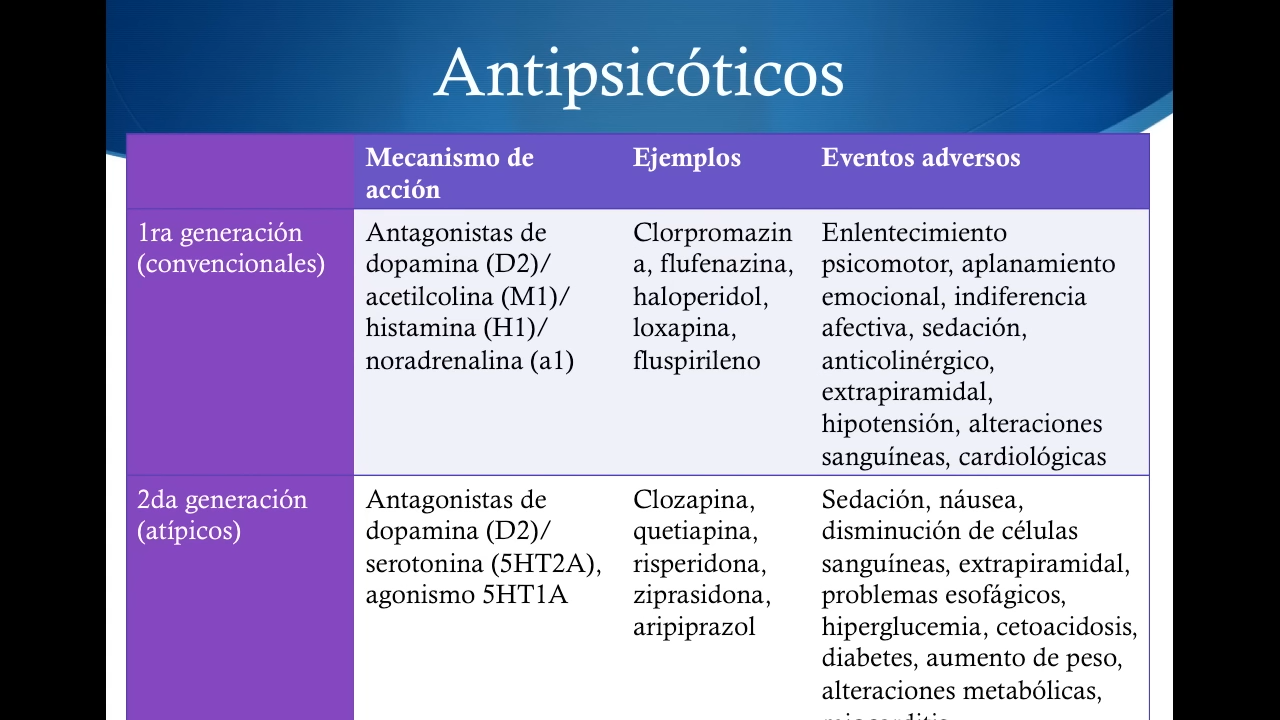 Antipsicóticos
Mecanismo de
acción
Ejemplos
Eventos adversos
1ra generación
(convencionales)
Antagonistas de
dopamina (D2)/
acetilcolina (M1)/
histamina (H1)/
noradrenalina (a1)
Clorpromazin
a, flufenazina,
haloperidol,
loxapina,
fluspirileno
Enlentecimiento
psicomotor, aplanamiento
emocional, indiferencia
afectiva, sedación,
anticolinérgico,
extrapiramidal,
hipotensión, alteraciones
sanguíneas, cardiológicas
2da generación
(atípicos)
Antagonistas de
dopamina (D2)/
serotonina (5HT2A),
agonismo 5HT1A
Clozapina,
quetiapina,
risperidona,
ziprasidona,
aripiprazol
Sedación, náusea,
disminución de células
sanguíneas, extrapiramidal,
problemas esofágicos,
hiperglucemia, cetoacidosis,
diabetes, aumento de peso,
alteraciones metabólicas,